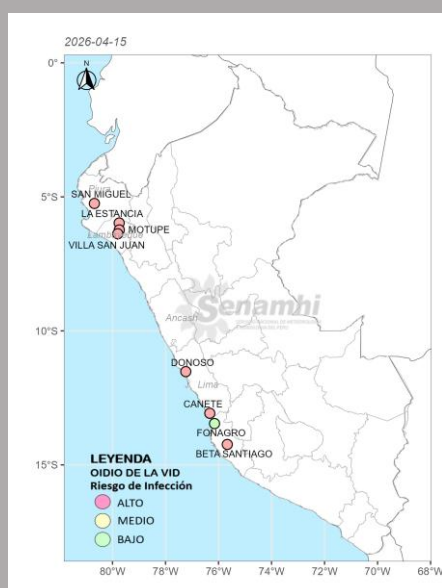 2026-04-15
N
0°
Piura
SAN MIGUEL
5°S
LA ESTANCIA
MOTUPE
Lambayeque
VILLA SAN JUAN
Senamhi
10°S
Ancash
DONOSO
Lima
CANETE
FONAGRO
BETA SANTIAGO
15°S
LEYENDA
OIDIO DE LA VID
Riesgo de Infección
ALTO
MEDIO
BAJO
80°W 78°W 76°W 74°W 72°W 70°W 68°W